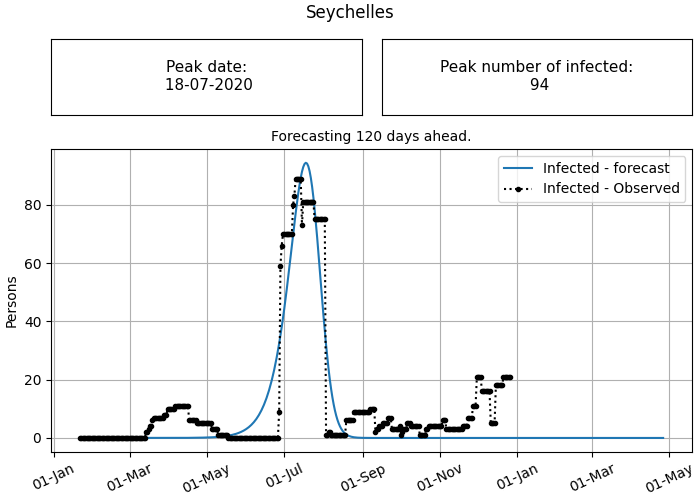 Seychelles
Peak date:
18-07-2020
Peak number of infected:
94
Forecasting 120 days ahead.
Infected - forecast
Infected - Observed
Persons
80
60
40
20
0
01-Jan
01-Mar
01-May
01-Jul
01-Sep
01-Nov
01-Jan
01-Mar
01-May